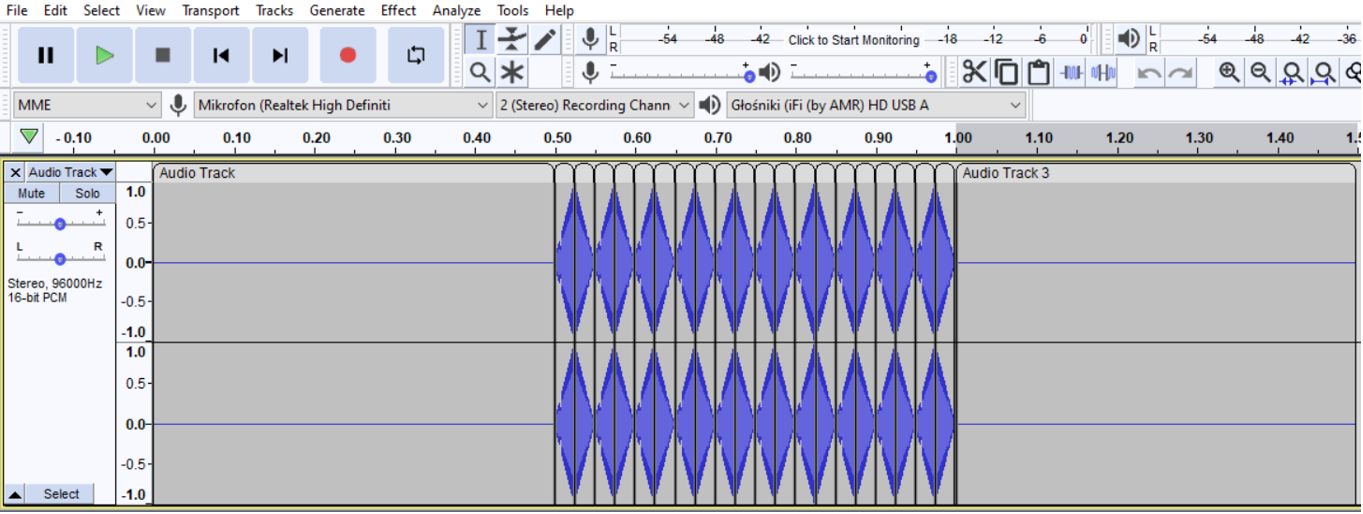 File Edit Select View Transport Tracks Generate Effect Analyze Tools Help
L R -54 -48 -42 Click to Start Monitoring -18 -12 -6 0 L R -54 -48 -42 -36
- + - +
MME Mikrofon (Realtek High Definiti 2 (Stereo) Recording Chann Głośniki (iFi (by AMR) HD USB A
- 0.10 0.00 0.10 0.20 0.30 0.40 0.50 0.60 0.70 0.80 0.90 1.00 1.10 1.20 1.30 1.40 1.5
Audio Track Audio Track Audio Track 3
Mute Solo
- +
L R
Stereo, 96000Hz
16-bit PCM
Select
1.0
0.5-
0.0-
-0.5-
-1.0
1.0
0.5-
0.0-
-0.5-
-1.0